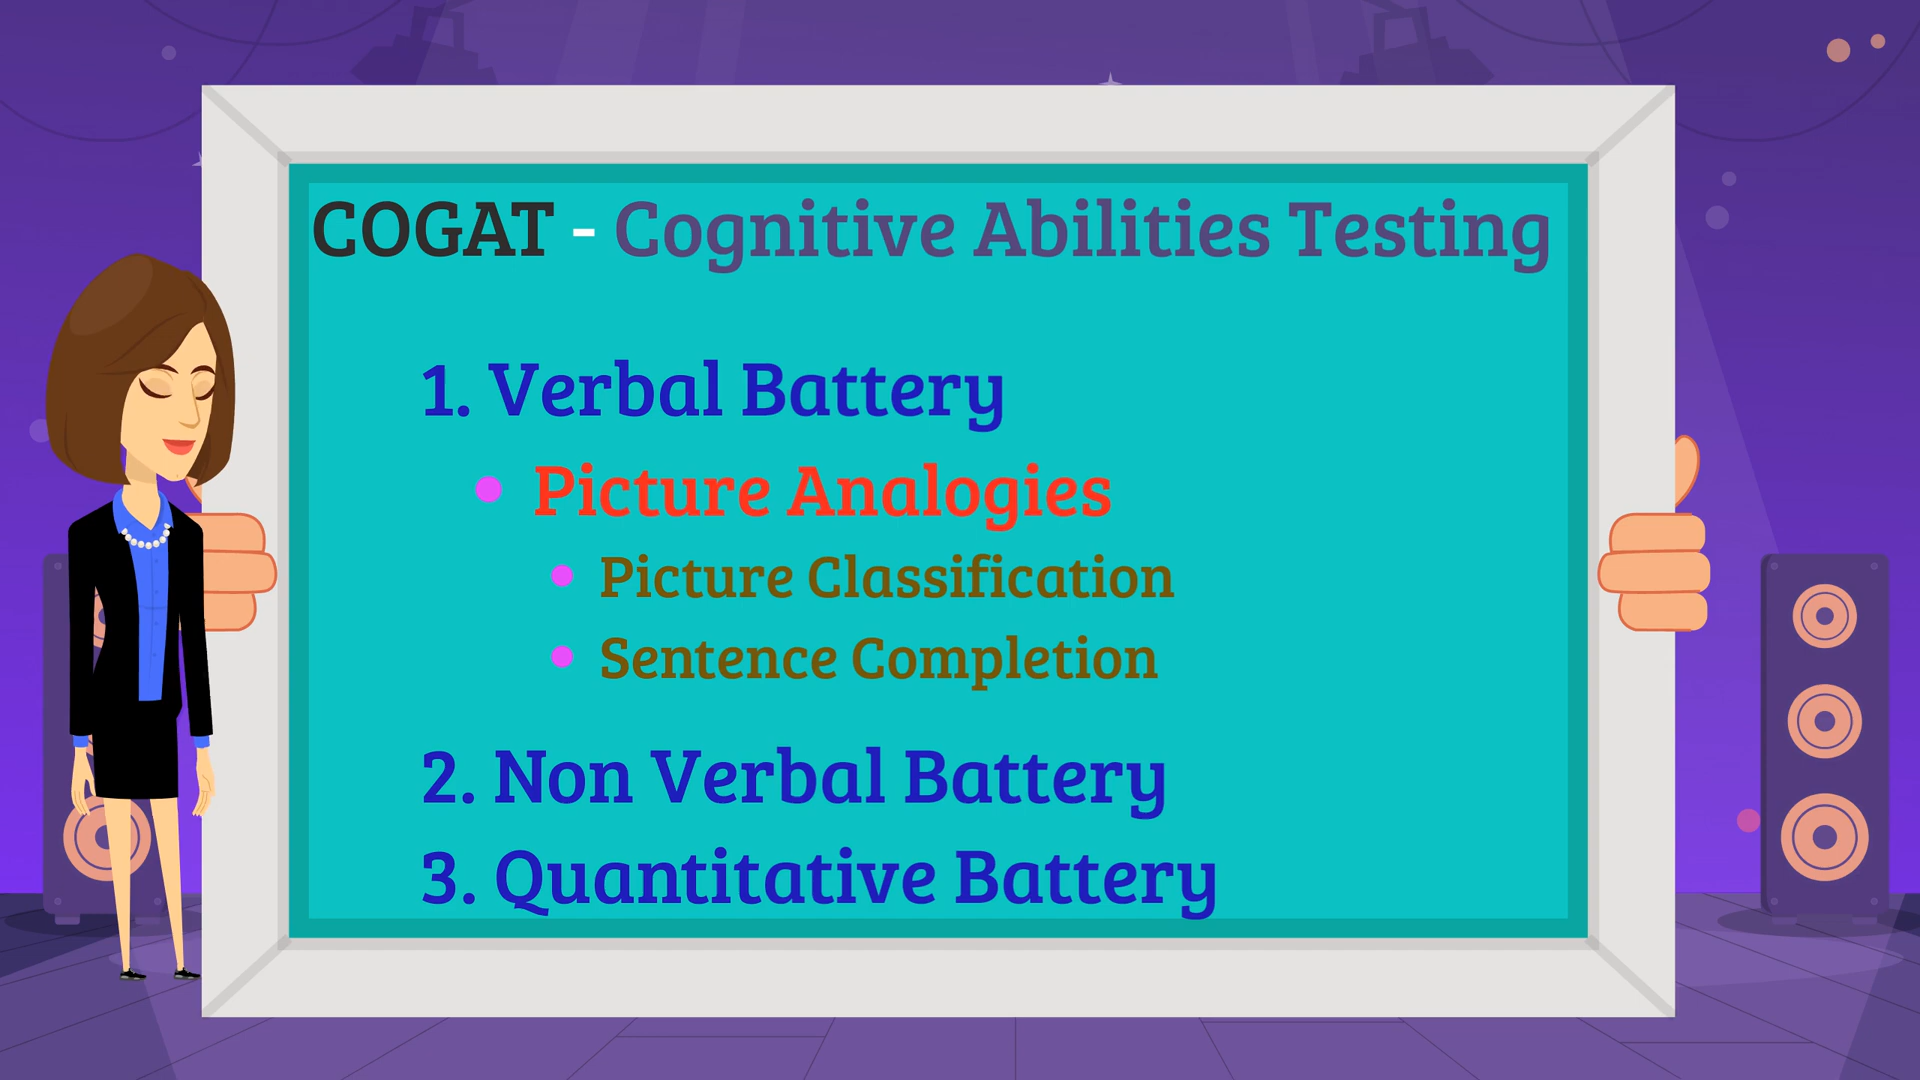 COGAT - Cognitive Abilities Testing
1. Verbal Battery
• Picture Analogies
• Picture Classification
• Sentence Completion
2. Non Verbal Battery
3. Quantitative Battery